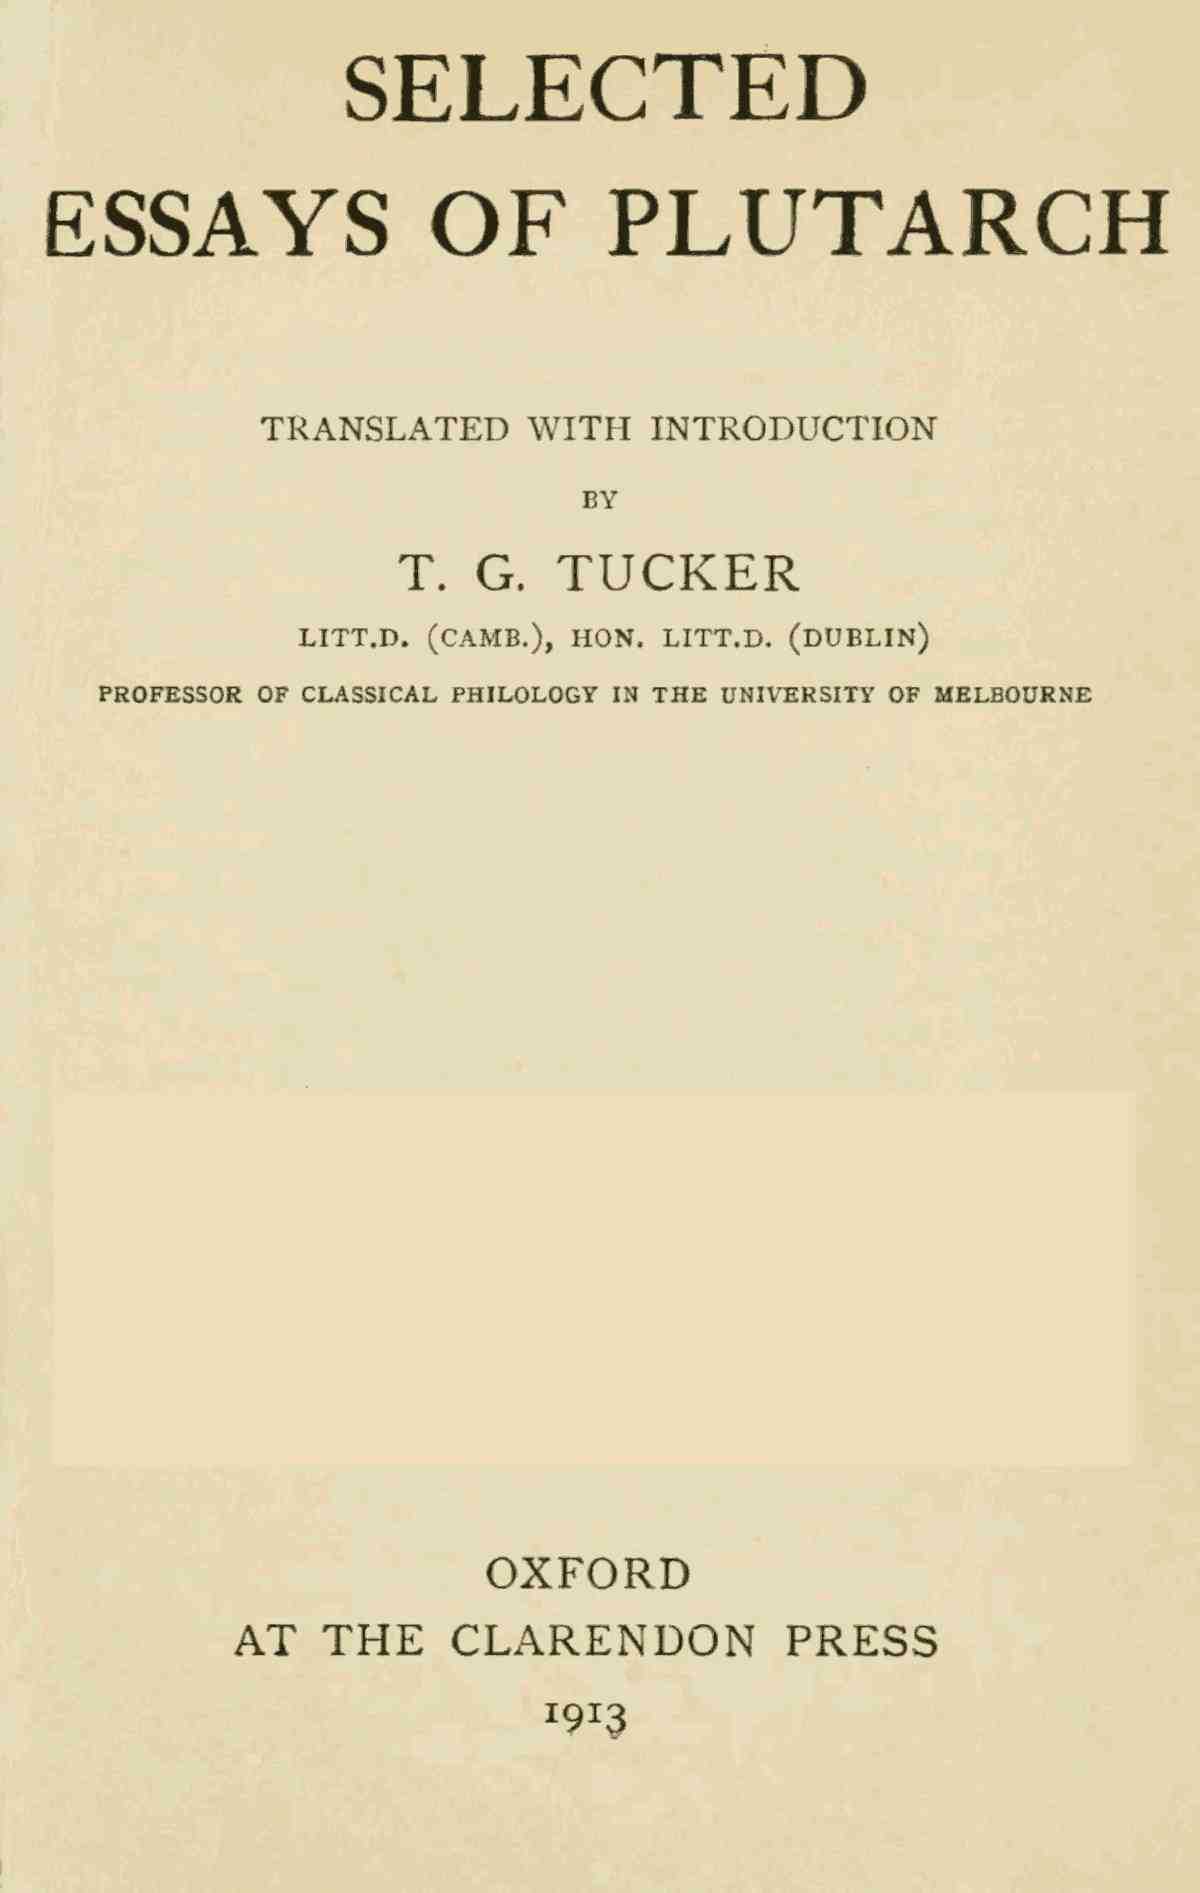 SELECTED
ESSAYS OF PLUTARCH
TRANSLATED WITH INTRODUCTION
BY
T. G. TUCKER
LITT.D. (CAMB.), HON. LITT.D. (DUBLIN)
PROFESSOR OF CLASSICAL PHILOLOGY IN THE UNIVERSITY OF MELBOURNE
OXFORD
AT THE CLARENDON PRESS
1913